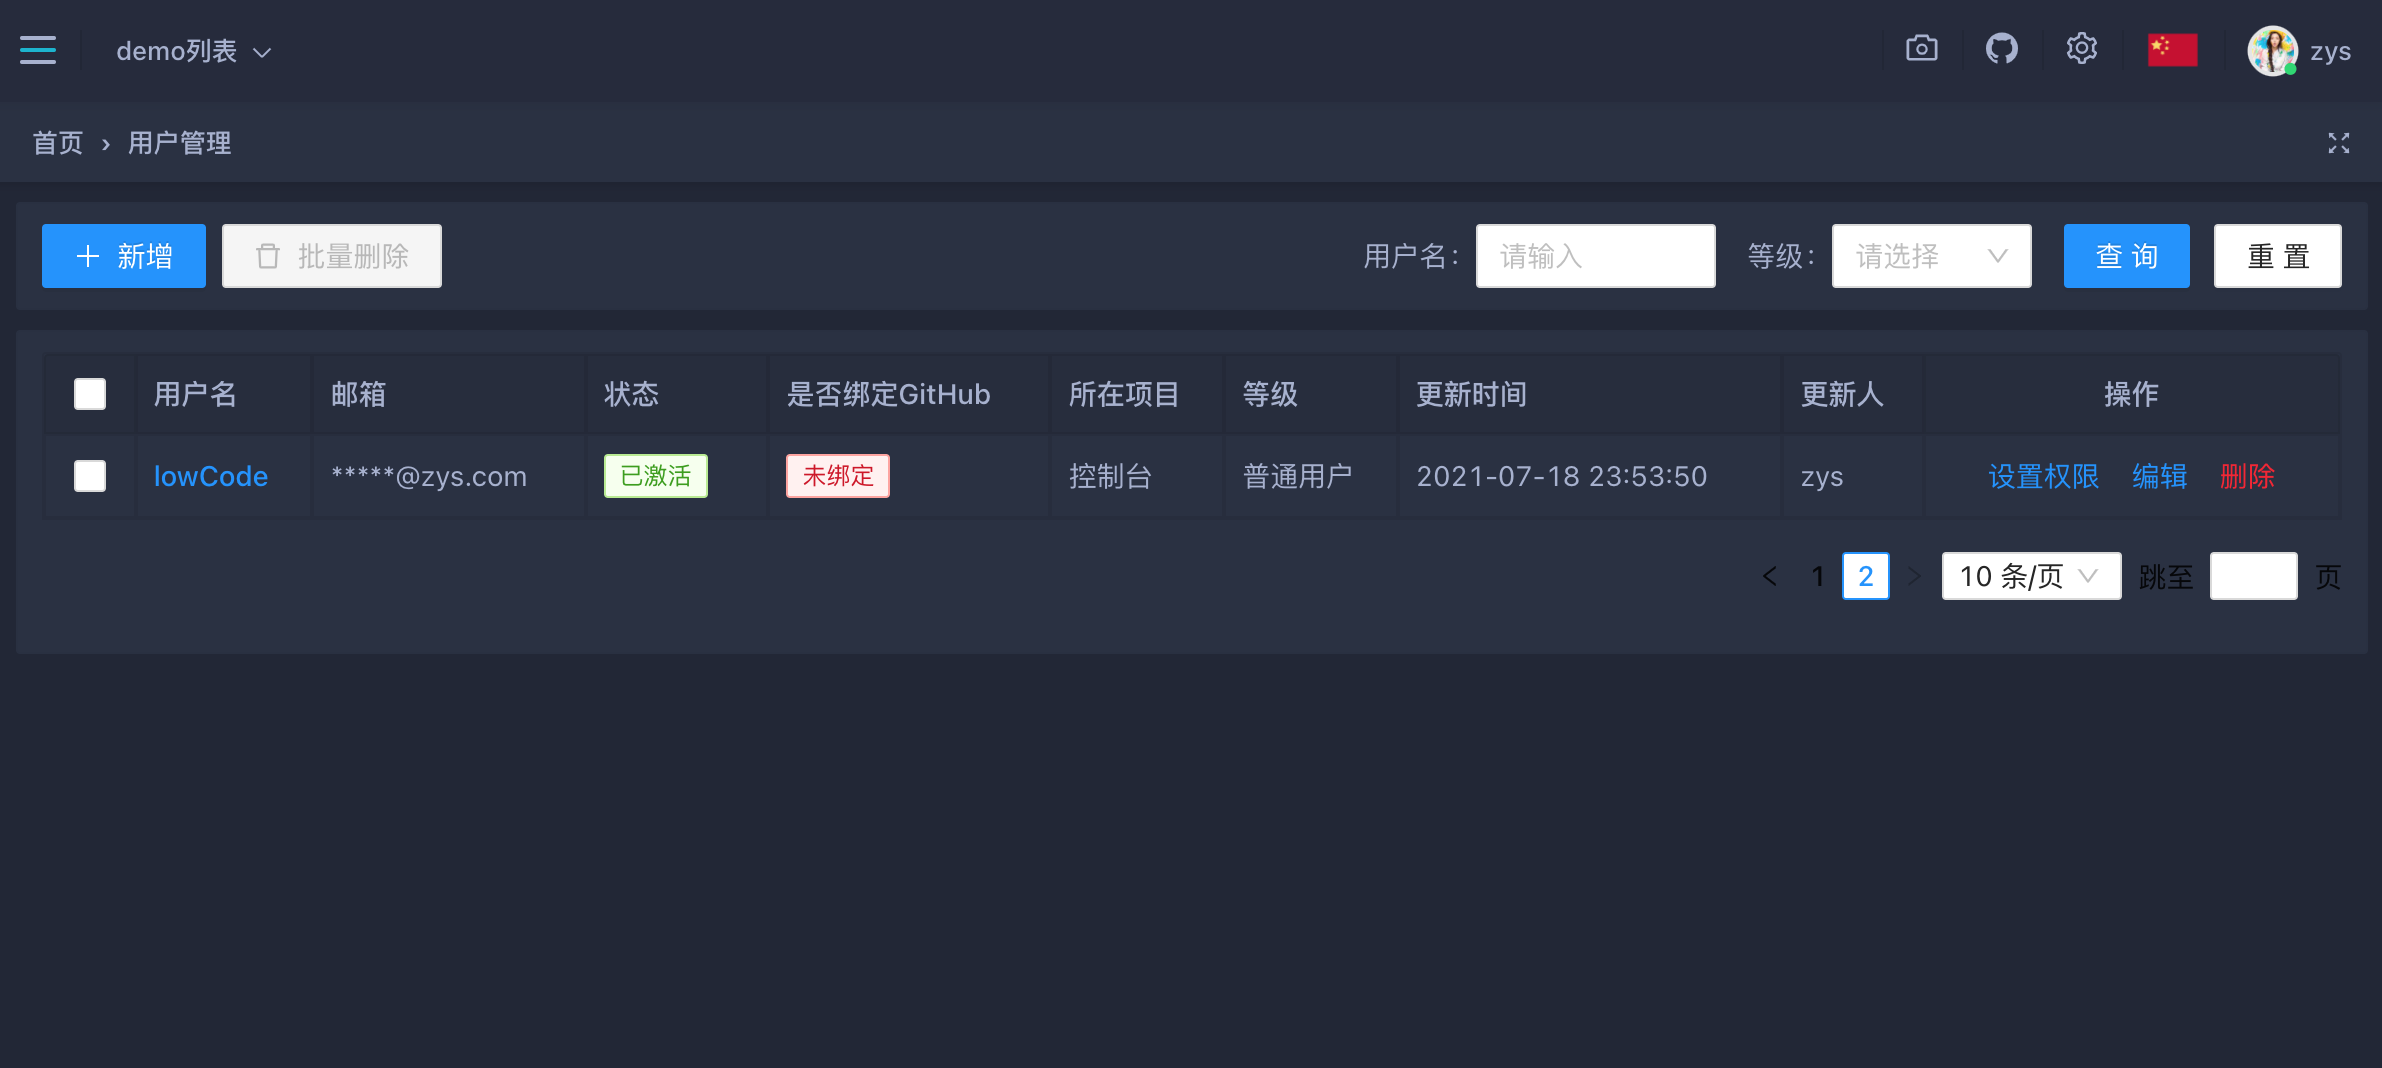 demo列表 zys
首页 › 用户管理
新增 批量删除 用户名: 请输入 等级: 请选择 查 询 重 置
用户名 邮箱 状态 是否绑定GitHub 所在项目 等级 更新时间 更新人 操作
lowCode *****@zys.com 已激活 未绑定 控制台 普通用户 2021-07-18 23:53:50 zys 设置权限 编辑 删除
1 2 10 条/页 跳至 页